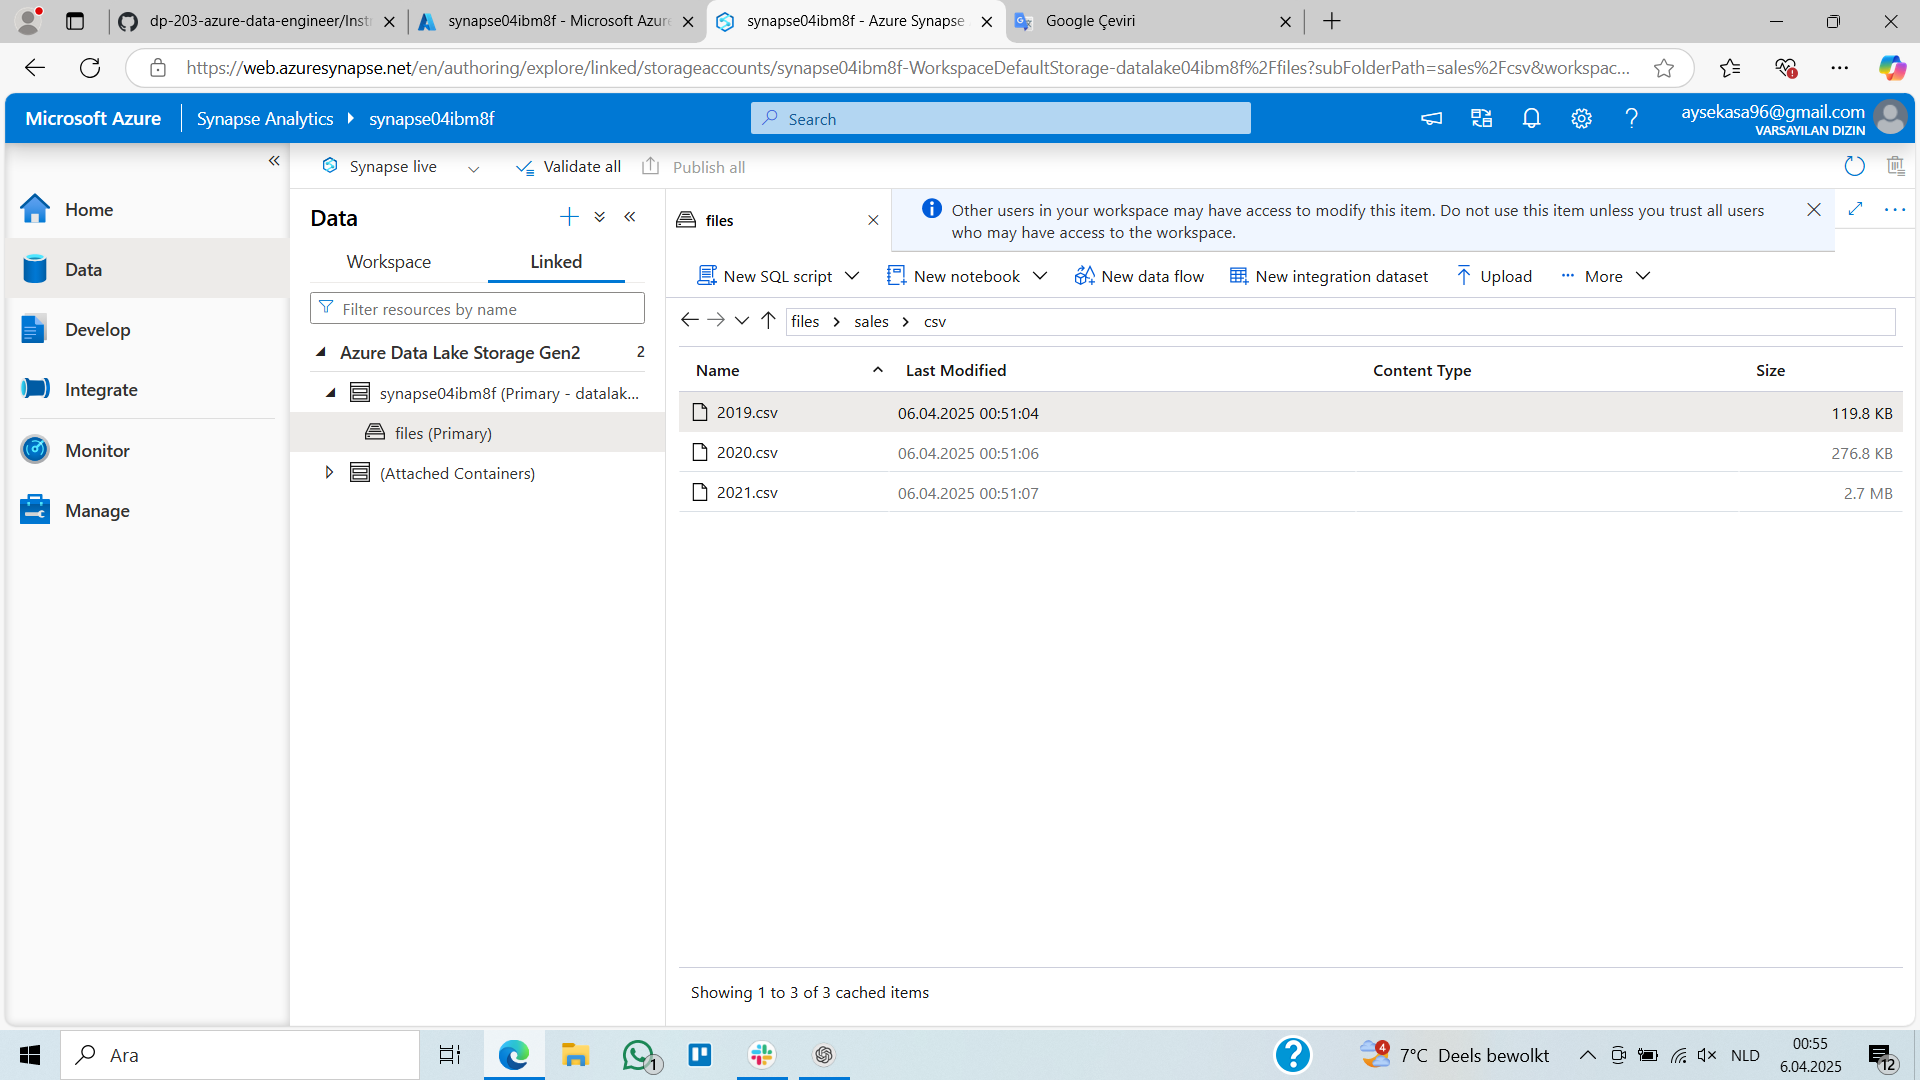 dp-203-azure-data-engineer/Inst
synapse04ibm8f - Microsoft Azure
synapse04ibm8f - Azure Synapse
Google Çeviri
https://web.azuresynapse.net/en/authoring/explore/linked/storageaccounts/synapse04ibm8f-WorkspaceDefaultStorage-datalake04ibm8f%2Ffiles?subFolderPath=sales%2Fcsv&workspac...
Microsoft Azure
Synapse Analytics
synapse04ibm8f
Search
aysekasa96@gmail.com
VARSAYILAN DIZIN
Synapse live
Validate all
Publish all
Home
Data
Develop
Integrate
Monitor
Manage
Data
Workspace
Linked
Filter resources by name
Azure Data Lake Storage Gen2 2
synapse04ibm8f (Primary - datalak...
files (Primary)
(Attached Containers)
files
Other users in your workspace may have access to modify this item. Do not use this item unless you trust all users
who may have access to the workspace.
New SQL script
New notebook
New data flow
New integration dataset
Upload
More
files > sales > csv
Name Last Modified Content Type Size
2019.csv 06.04.2025 00:51:04 119.8 KB
2020.csv 06.04.2025 00:51:06 276.8 KB
2021.csv 06.04.2025 00:51:07 2.7 MB
Showing 1 to 3 of 3 cached items
Ara
1
4
7°C Deels bewolkt
NLD
00:55
6.04.2025
12